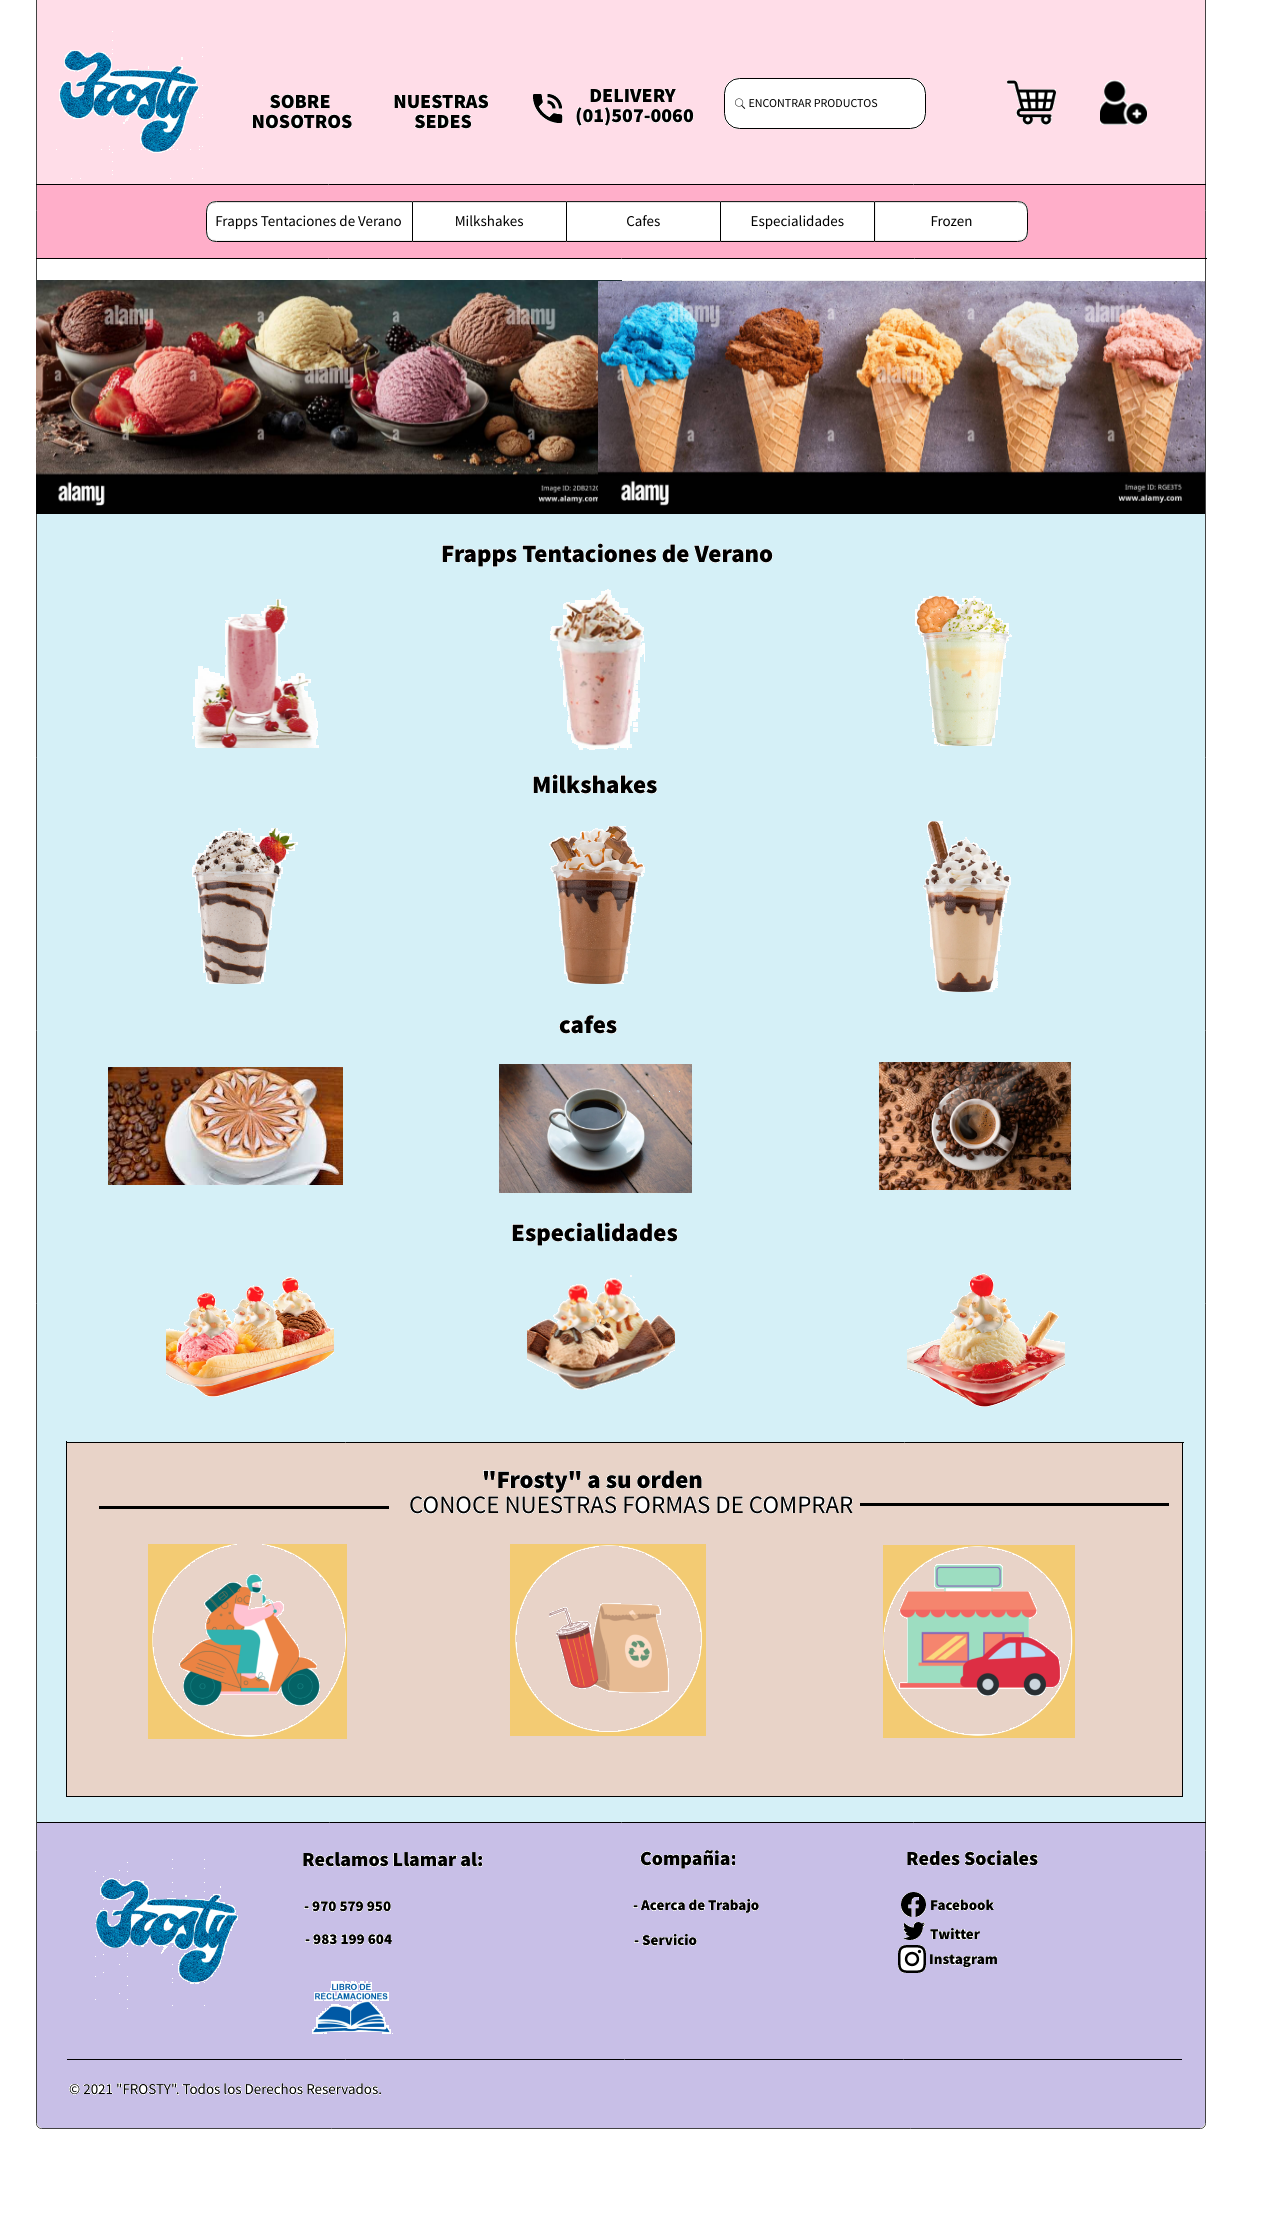 Frosty
SOBRE
NOSOTROS
NUESTRAS
SEDES
DELIVERY
(01)507-0060
ENCONTRAR PRODUCTOS
Frapps Tentaciones de Verano
Milkshakes
Cafes
Especialidades
Frozen
alamy
a
a
alamy
a
a
alamy
a
a
a
a
alamy
Image ID: 2DB212C
www.alamy.com
alamy
a
a
alamy
a
alamy
a
a
a
a
alamy
Image ID: RGE3T5
www.alamy.com
Frapps Tentaciones de Verano
Milkshakes
cafes
Especialidades
"Frosty" a su orden
CONOCE NUESTRAS FORMAS DE COMPRAR
Frosty
Reclamos Llamar al:
- 970 579 950
- 983 199 604
LIBRO DE
RECLAMACIONES
Compañia:
- Acerca de Trabajo
- Servicio
Redes Sociales
Facebook
Twitter
Instagram
© 2021 "FROSTY". Todos los Derechos Reservados.